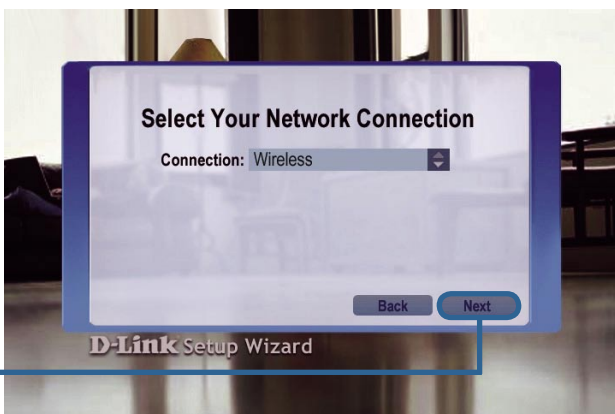 Select Your Network Connection
Connection: Wireless
Back Next
D-Link Setup Wizard